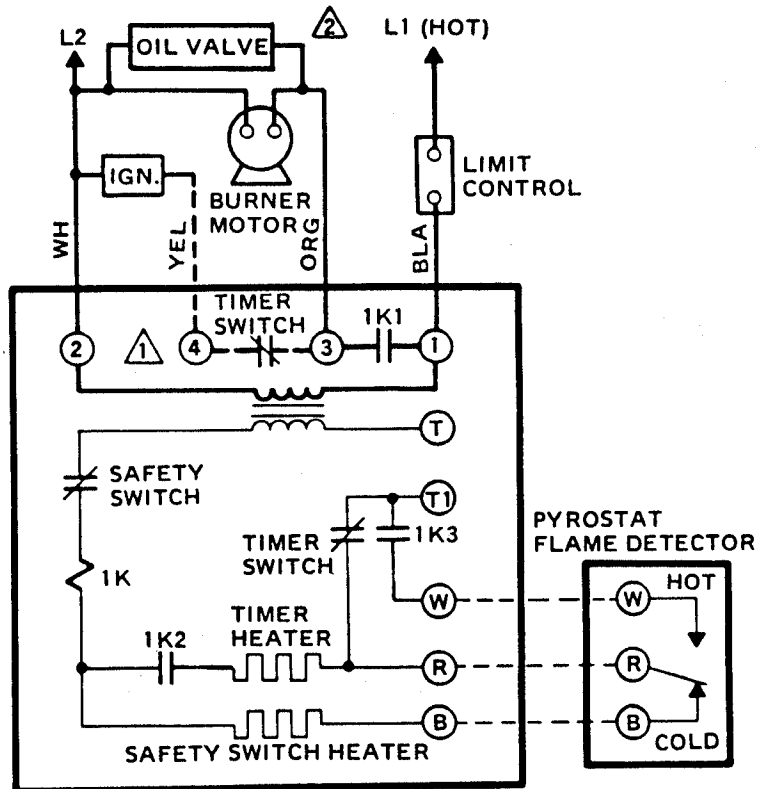 2
L2
OIL VALVE
L1 (HOT)
IGN.
BURNER
MOTOR
LIMIT
CONTROL
WH
YEL
ORG
BLA
TIMER
SWITCH
1K1
2
1
4
3
1
T
SAFETY
SWITCH
T1
TIMER
SWITCH
1K3
PYROSTAT
FLAME DETECTOR
HOT
1K
W
W
TIMER
HEATER
1K2
R
R
B
B
SAFETY SWITCH HEATER
COLD